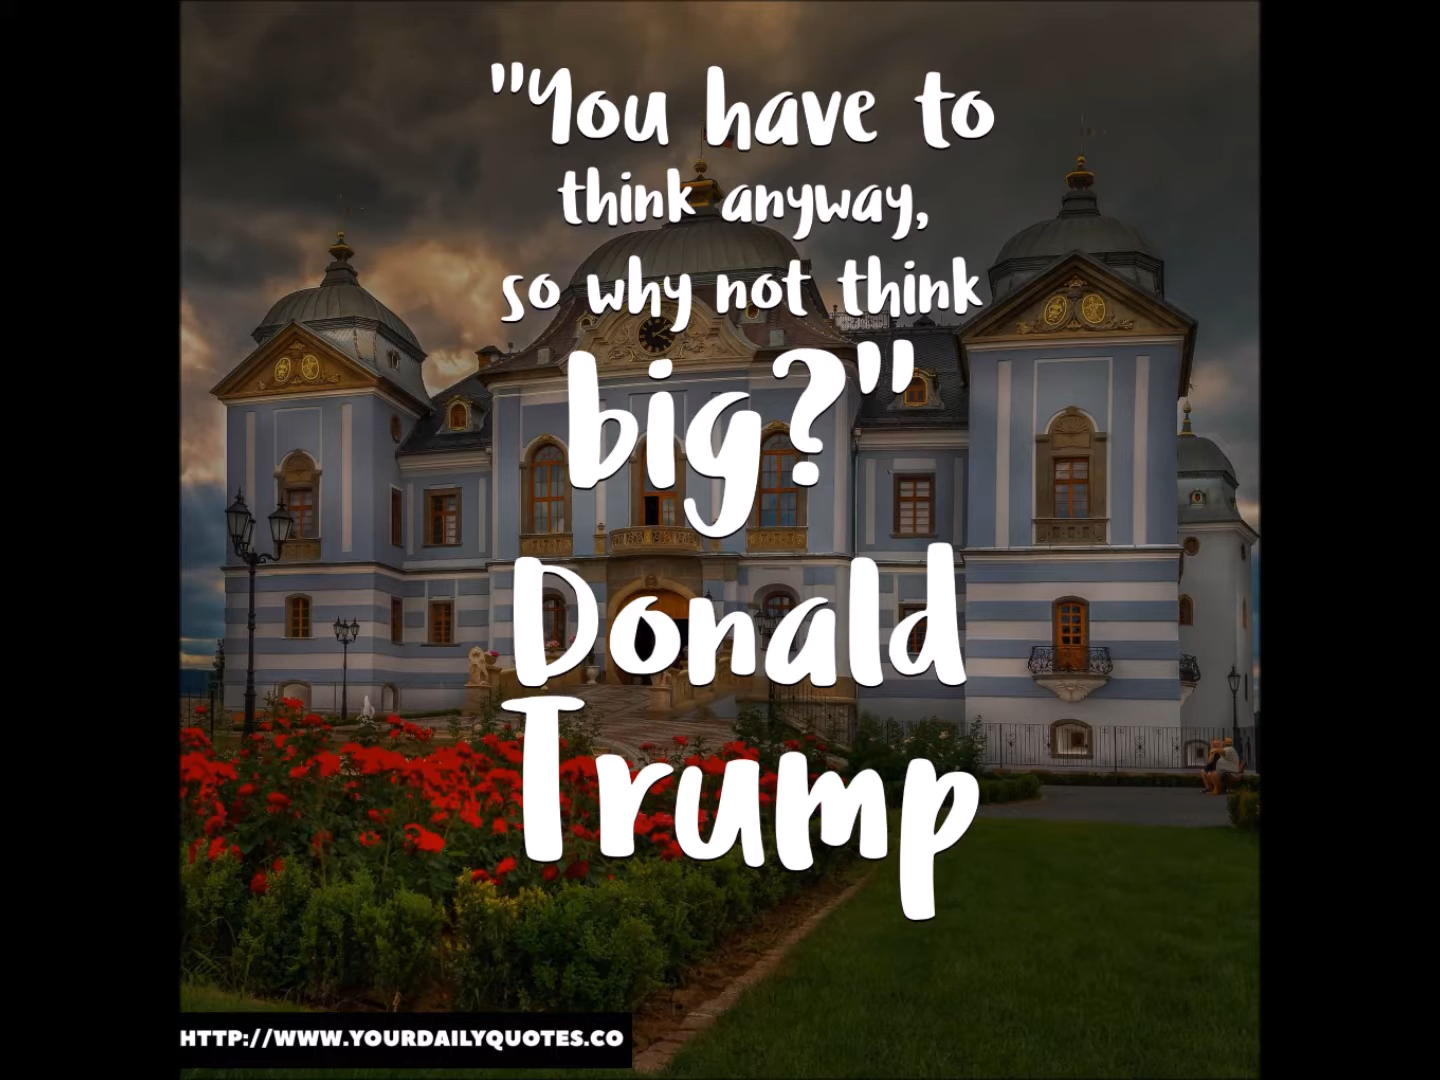 "You have to
think anyway,
so why not think
big?"
Donald
Trump
HTTP://WWW.YOURDAILYQUOTES.CO